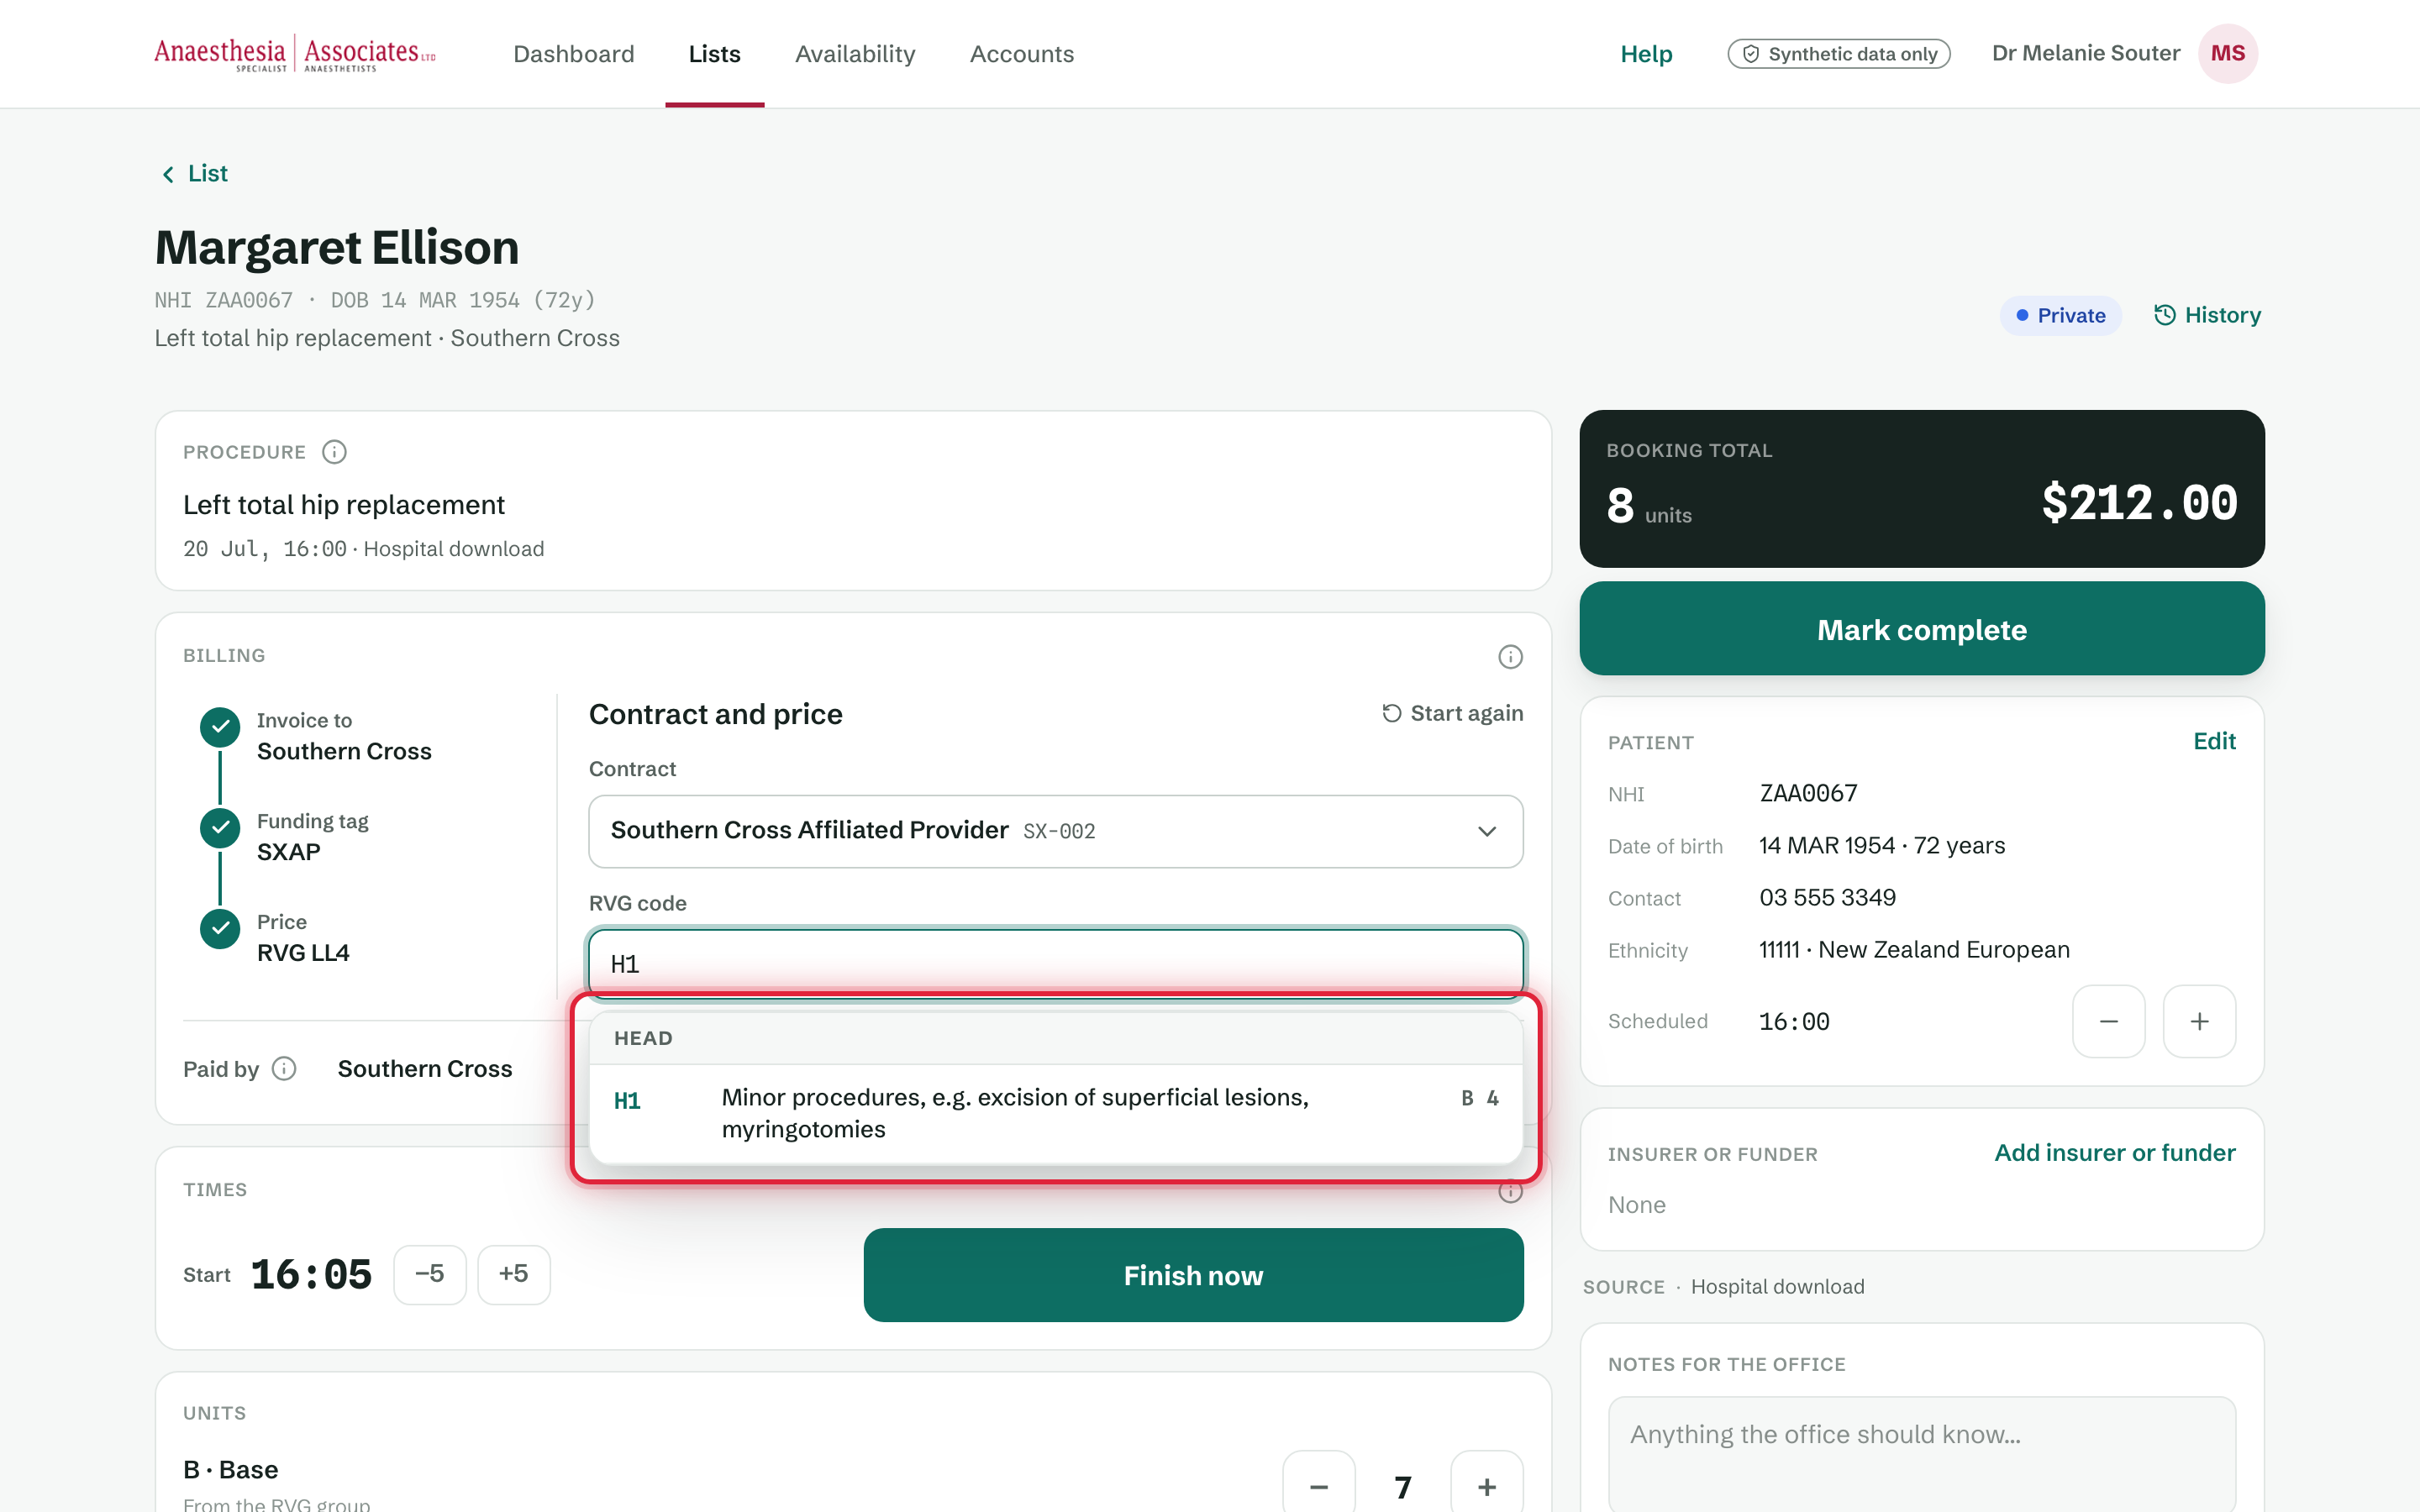 Anaesthesia | Associates LTD
SPECIALIST ANAESTHETISTS
Dashboard
Lists
Availability
Accounts
Help
Synthetic data only
Dr Melanie Souter
MS
List
Margaret Ellison
NHI ZAA0067 · DOB 14 MAR 1954 (72y)
Left total hip replacement · Southern Cross
Private
History
PROCEDURE
Left total hip replacement
20 Jul, 16:00 · Hospital download
BILLING
Invoice to
Southern Cross
Funding tag
SXAP
Price
RVG LL4
Contract and price
Start again
Contract
Southern Cross Affiliated Provider SX-002
RVG code
H1
HEAD
H1 Minor procedures, e.g. excision of superficial lesions, B 4
myringotomies
Paid by
Southern Cross
TIMES
Start 16:05 −5 +5
Finish now
UNITS
B · Base
From the RVG group
− 7 +
BOOKING TOTAL
8 units $212.00
Mark complete
PATIENT
Edit
NHI ZAA0067
Date of birth 14 MAR 1954 · 72 years
Contact 03 555 3349
Ethnicity 11111 · New Zealand European
Scheduled 16:00 − +
INSURER OR FUNDER
Add insurer or funder
None
SOURCE · Hospital download
NOTES FOR THE OFFICE
Anything the office should know...